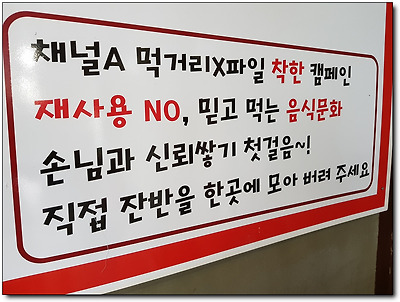 채널A 먹거리X파일 착한 캠페인
재사용 NO, 믿고 먹는 음식문화
손님과 신뢰쌓기 첫걸음~!
직접 잔반을 한곳에 모아 버려 주세요